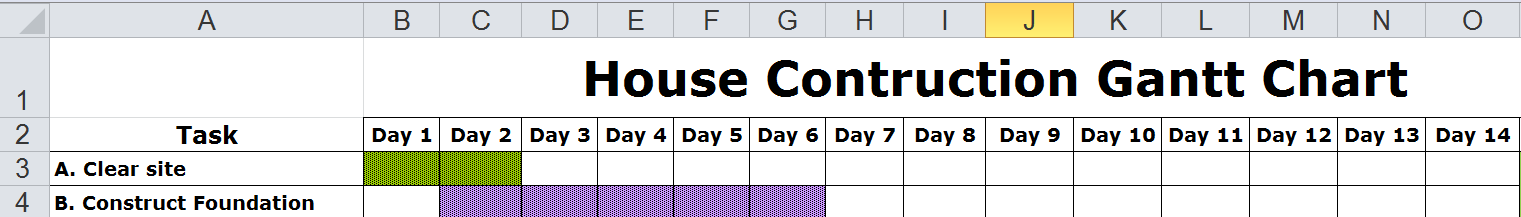 A B C D E F G H I J K L M N O
1 House Contruction Gantt Chart
2 Task Day 1 Day 2 Day 3 Day 4 Day 5 Day 6 Day 7 Day 8 Day 9 Day 10 Day 11 Day 12 Day 13 Day 14
3 A. Clear site
4 B. Construct Foundation